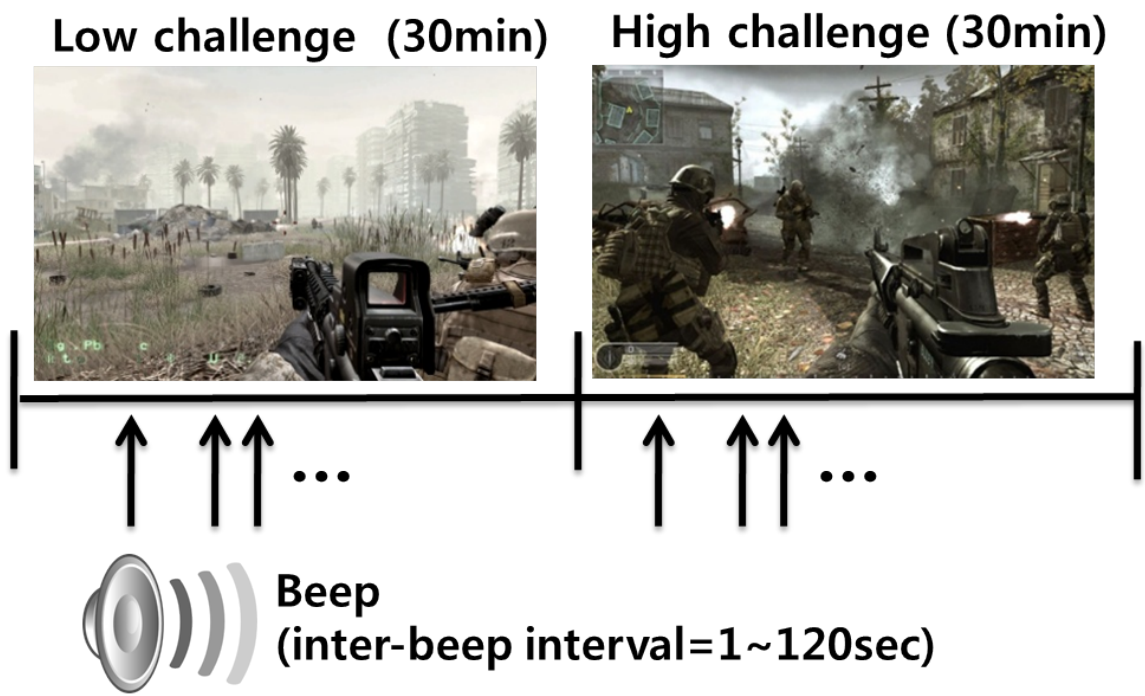 Low challenge (30min)
High challenge (30min)
...
...
Beep
(inter-beep interval=1~120sec)